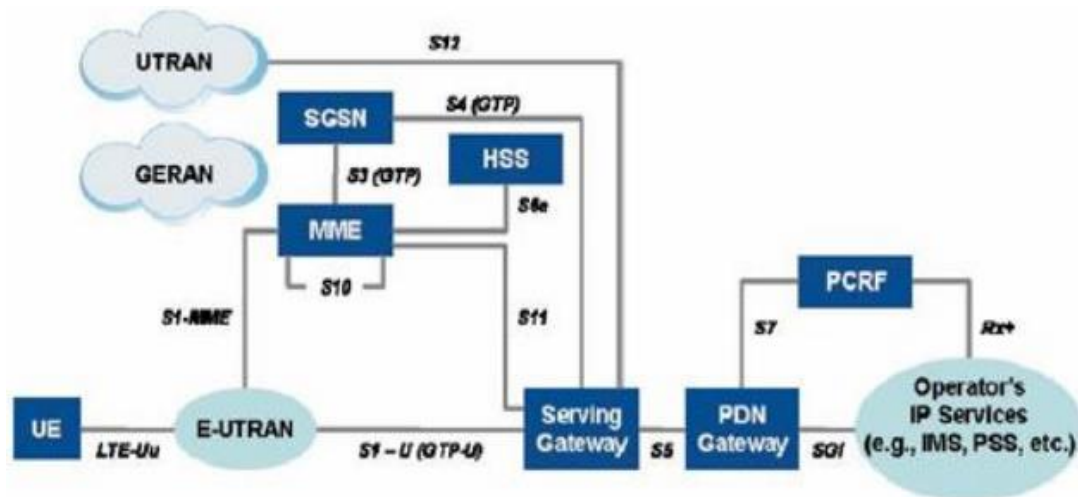 S12
UTRAN
SGSN
S4 (GTP)
HSS
GERAN
S3 (GTP)
S6a
MME
S10
PCRF
S1-MME
S11
S7
Rx+
UE
E-UTRAN
Serving
Gateway
PDN
Gateway
Operator's
IP Services
(e.g., IMS, PSS, etc.)
LTE-Uu
S1 – U (GTP-U)
S5
SGi